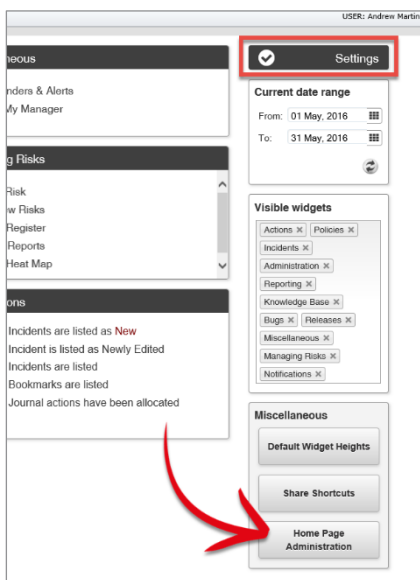 USER: Andrew Martin
neous
nders & Alerts
My Manager
g Risks
Risk
w Risks
Register
Reports
Heat Map
ons
Incidents are listed as New
Incident is listed as Newly Edited
Incidents are listed
Bookmarks are listed
Journal actions have been allocated
Settings
Current date range
From: 01 May, 2016
To: 31 May, 2016
Visible widgets
Actions × Policies ×
Incidents ×
Administration ×
Reporting ×
Knowledge Base ×
Bugs × Releases ×
Miscellaneous ×
Managing Risks ×
Notifications ×
Miscellaneous
Default Widget Heights
Share Shortcuts
Home Page
Administration